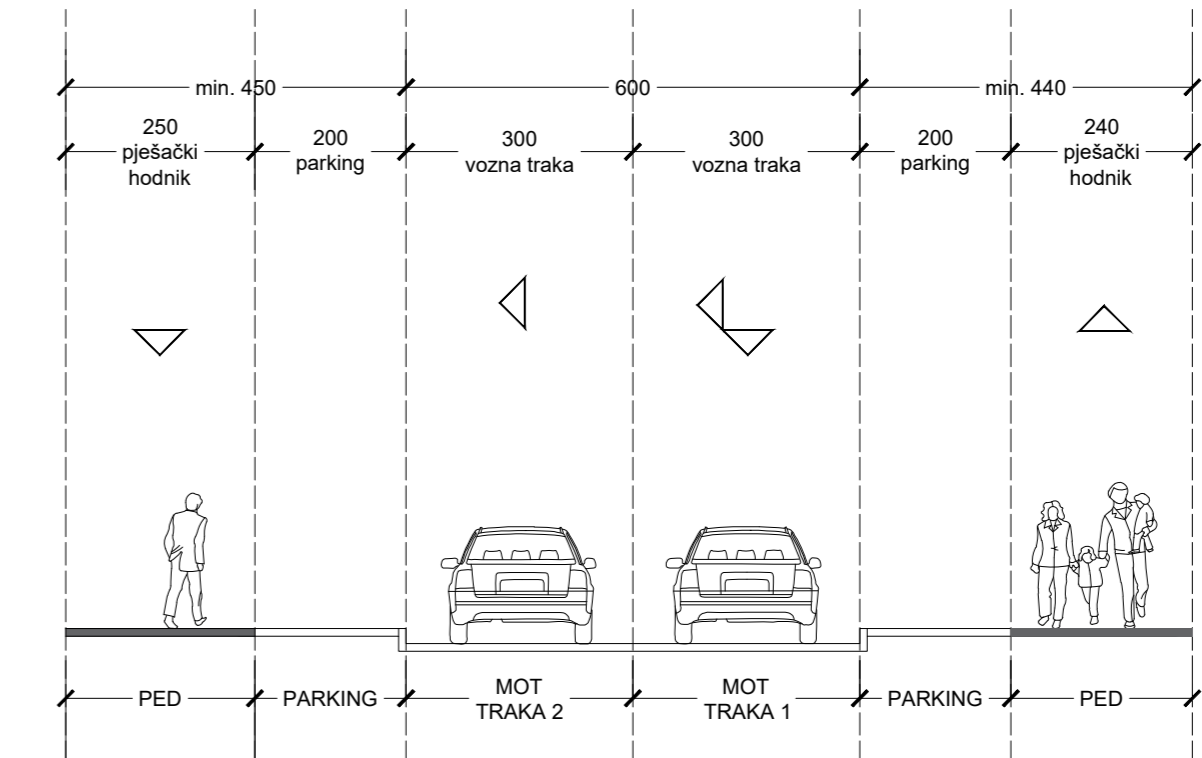 min. 450
600
min. 440
250
pješački
hodnik
200
parking
300
vozna traka
300
vozna traka
200
parking
240
pješački
hodnik
PED
PARKING
MOT
TRAKA 2
MOT
TRAKA 1
PARKING
PED